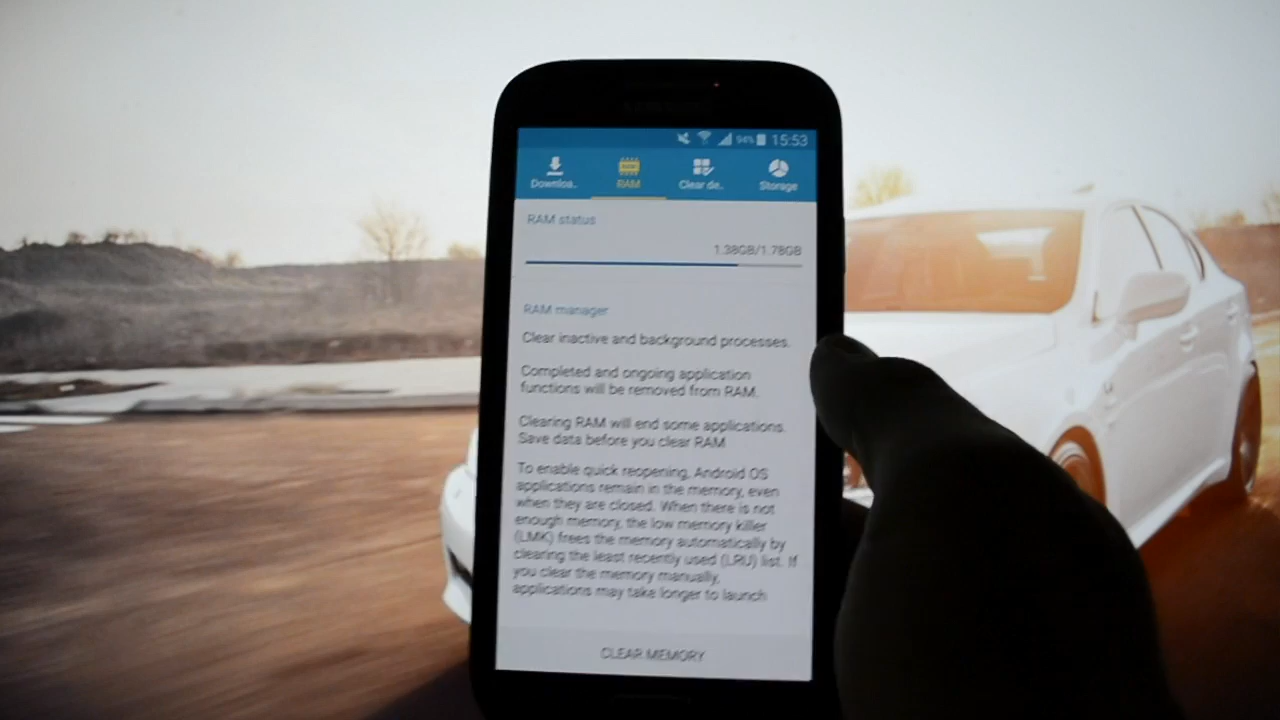 94% 15:53
Downloa.. RAM Clear de.. Storage
RAM status
1.38GB/1.78GB
RAM manager
Clear inactive and background processes.
Completed and ongoing application
functions will be removed from RAM.
Clearing RAM will end some applications.
Save data before you clear RAM
To enable quick reopening, Android OS
applications remain in the memory, even
when they are closed. When there is not
enough memory, the low memory killer
(LMK) frees the memory automatically by
clearing the least recently used (LRU) list. If
you clear the memory manually,
applications may take longer to launch
CLEAR MEMORY